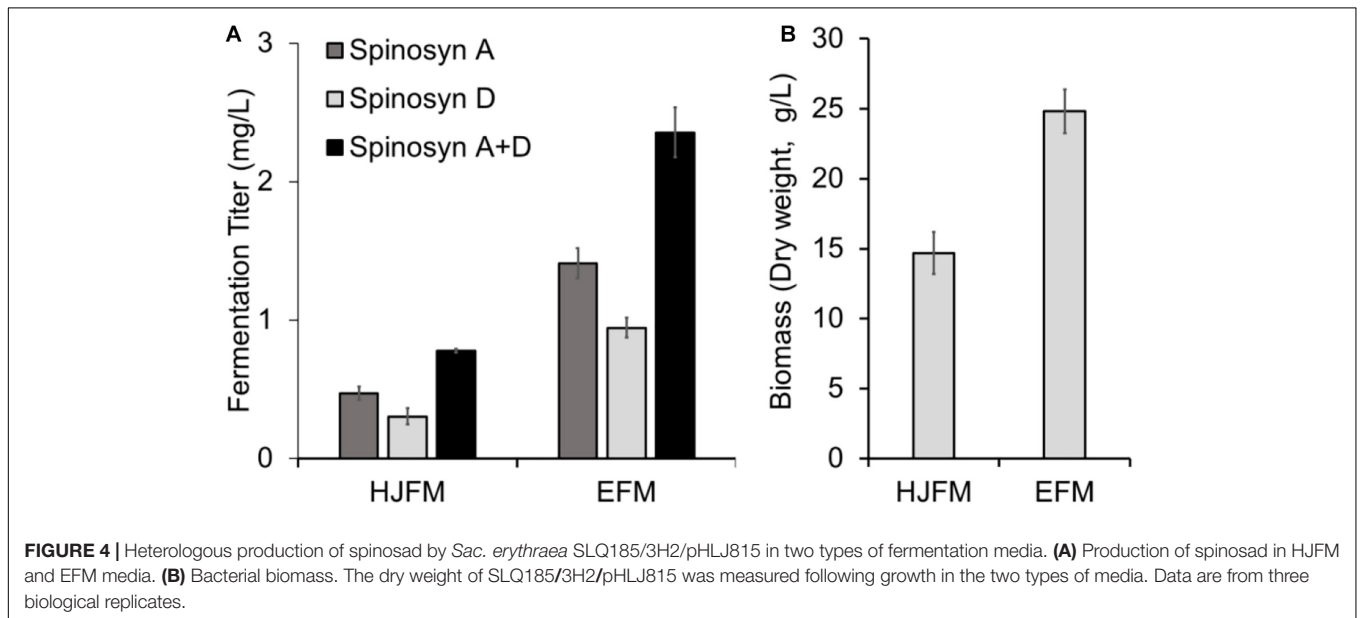 A
Fermentation Titer (mg/L)
3
2
1
0
Spinosyn A
Spinosyn D
Spinosyn A+D
HJFM
EFM
B
Biomass (Dry weight, g/L)
30
25
20
15
10
5
0
HJFM
EFM
FIGURE 4 | Heterologous production of spinosad by Sac. erythraea SLQ185/3H2/pHLJ815 in two types of fermentation media. (A) Production of spinosad in HJFM
and EFM media. (B) Bacterial biomass. The dry weight of SLQ185/3H2/pHLJ815 was measured following growth in the two types of media. Data are from three
biological replicates.